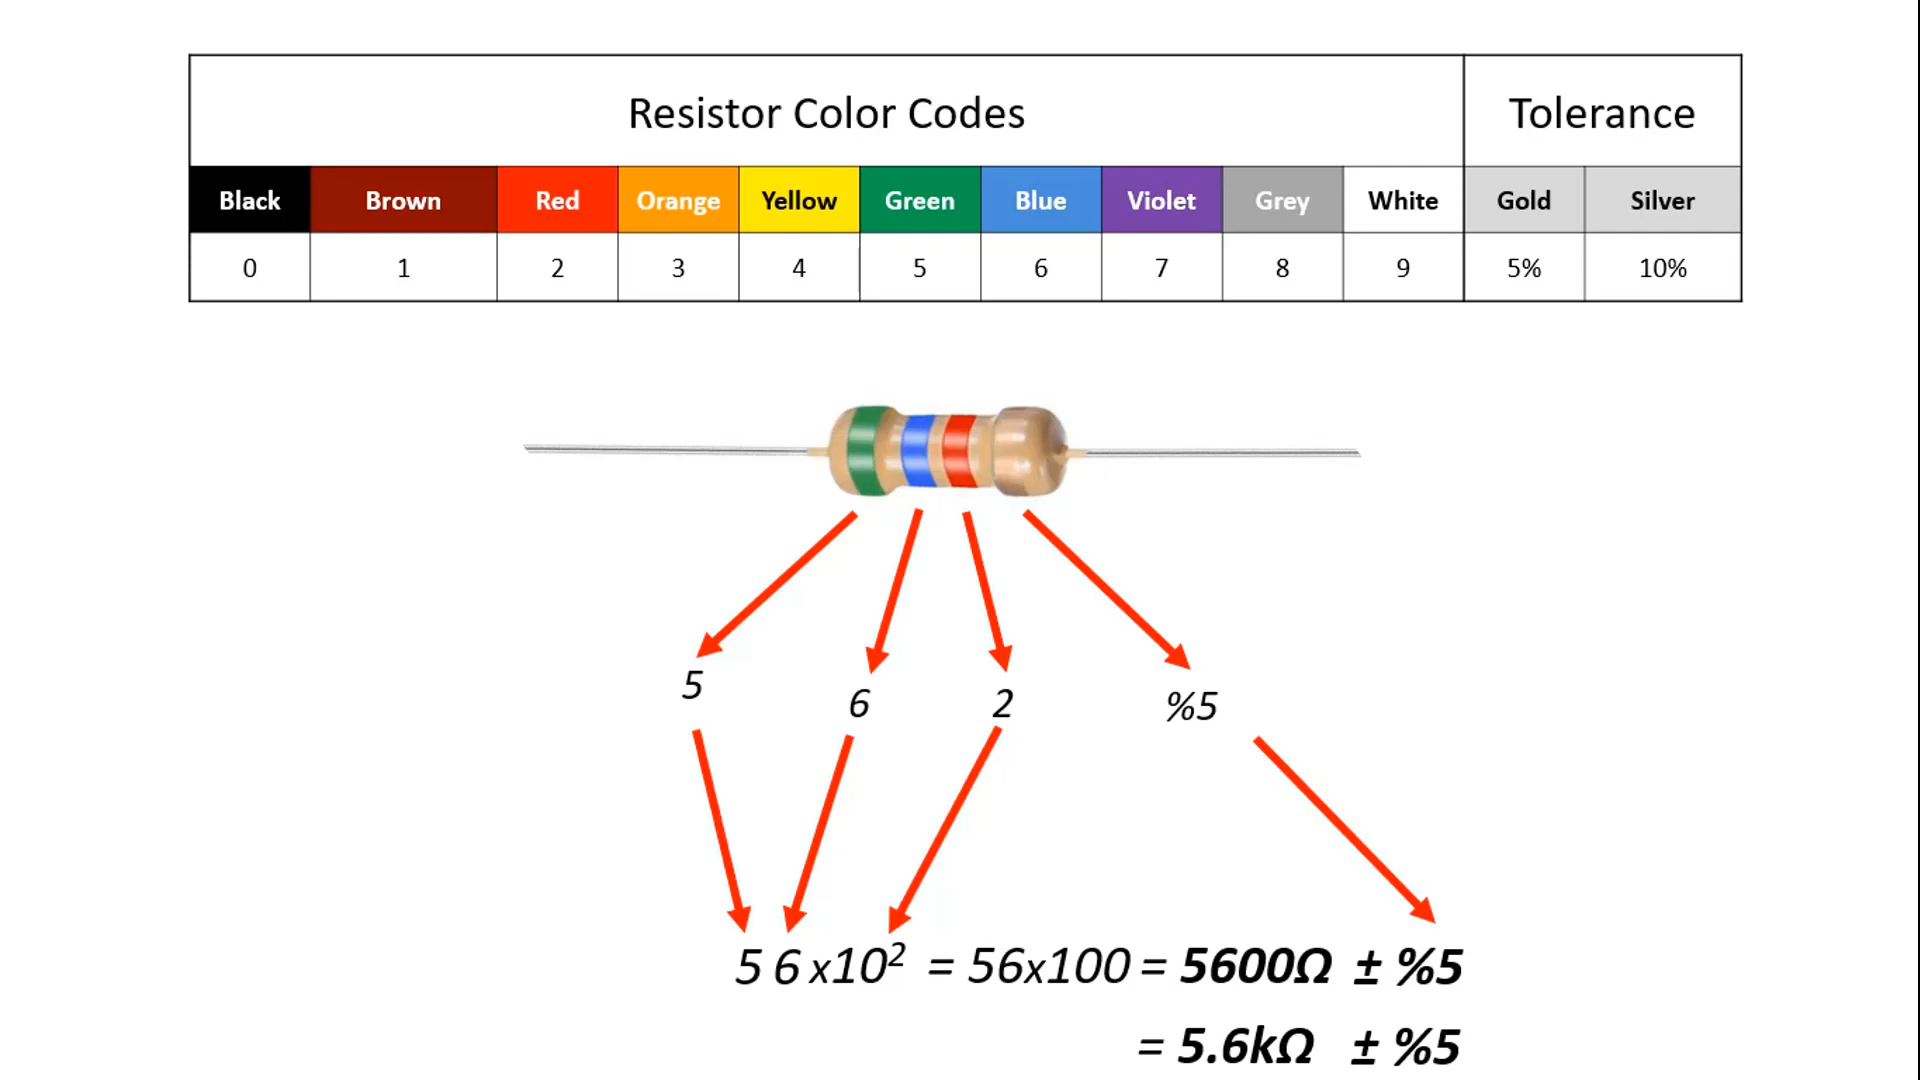 Resistor Color Codes Tolerance
Black Brown Red Orange Yellow Green Blue Violet Grey White Gold Silver
0 1 2 3 4 5 6 7 8 9 5% 10%
5 6 2 %5
5 6 x10² = 56x100 = 5600Ω ± %5
= 5.6kΩ ± %5